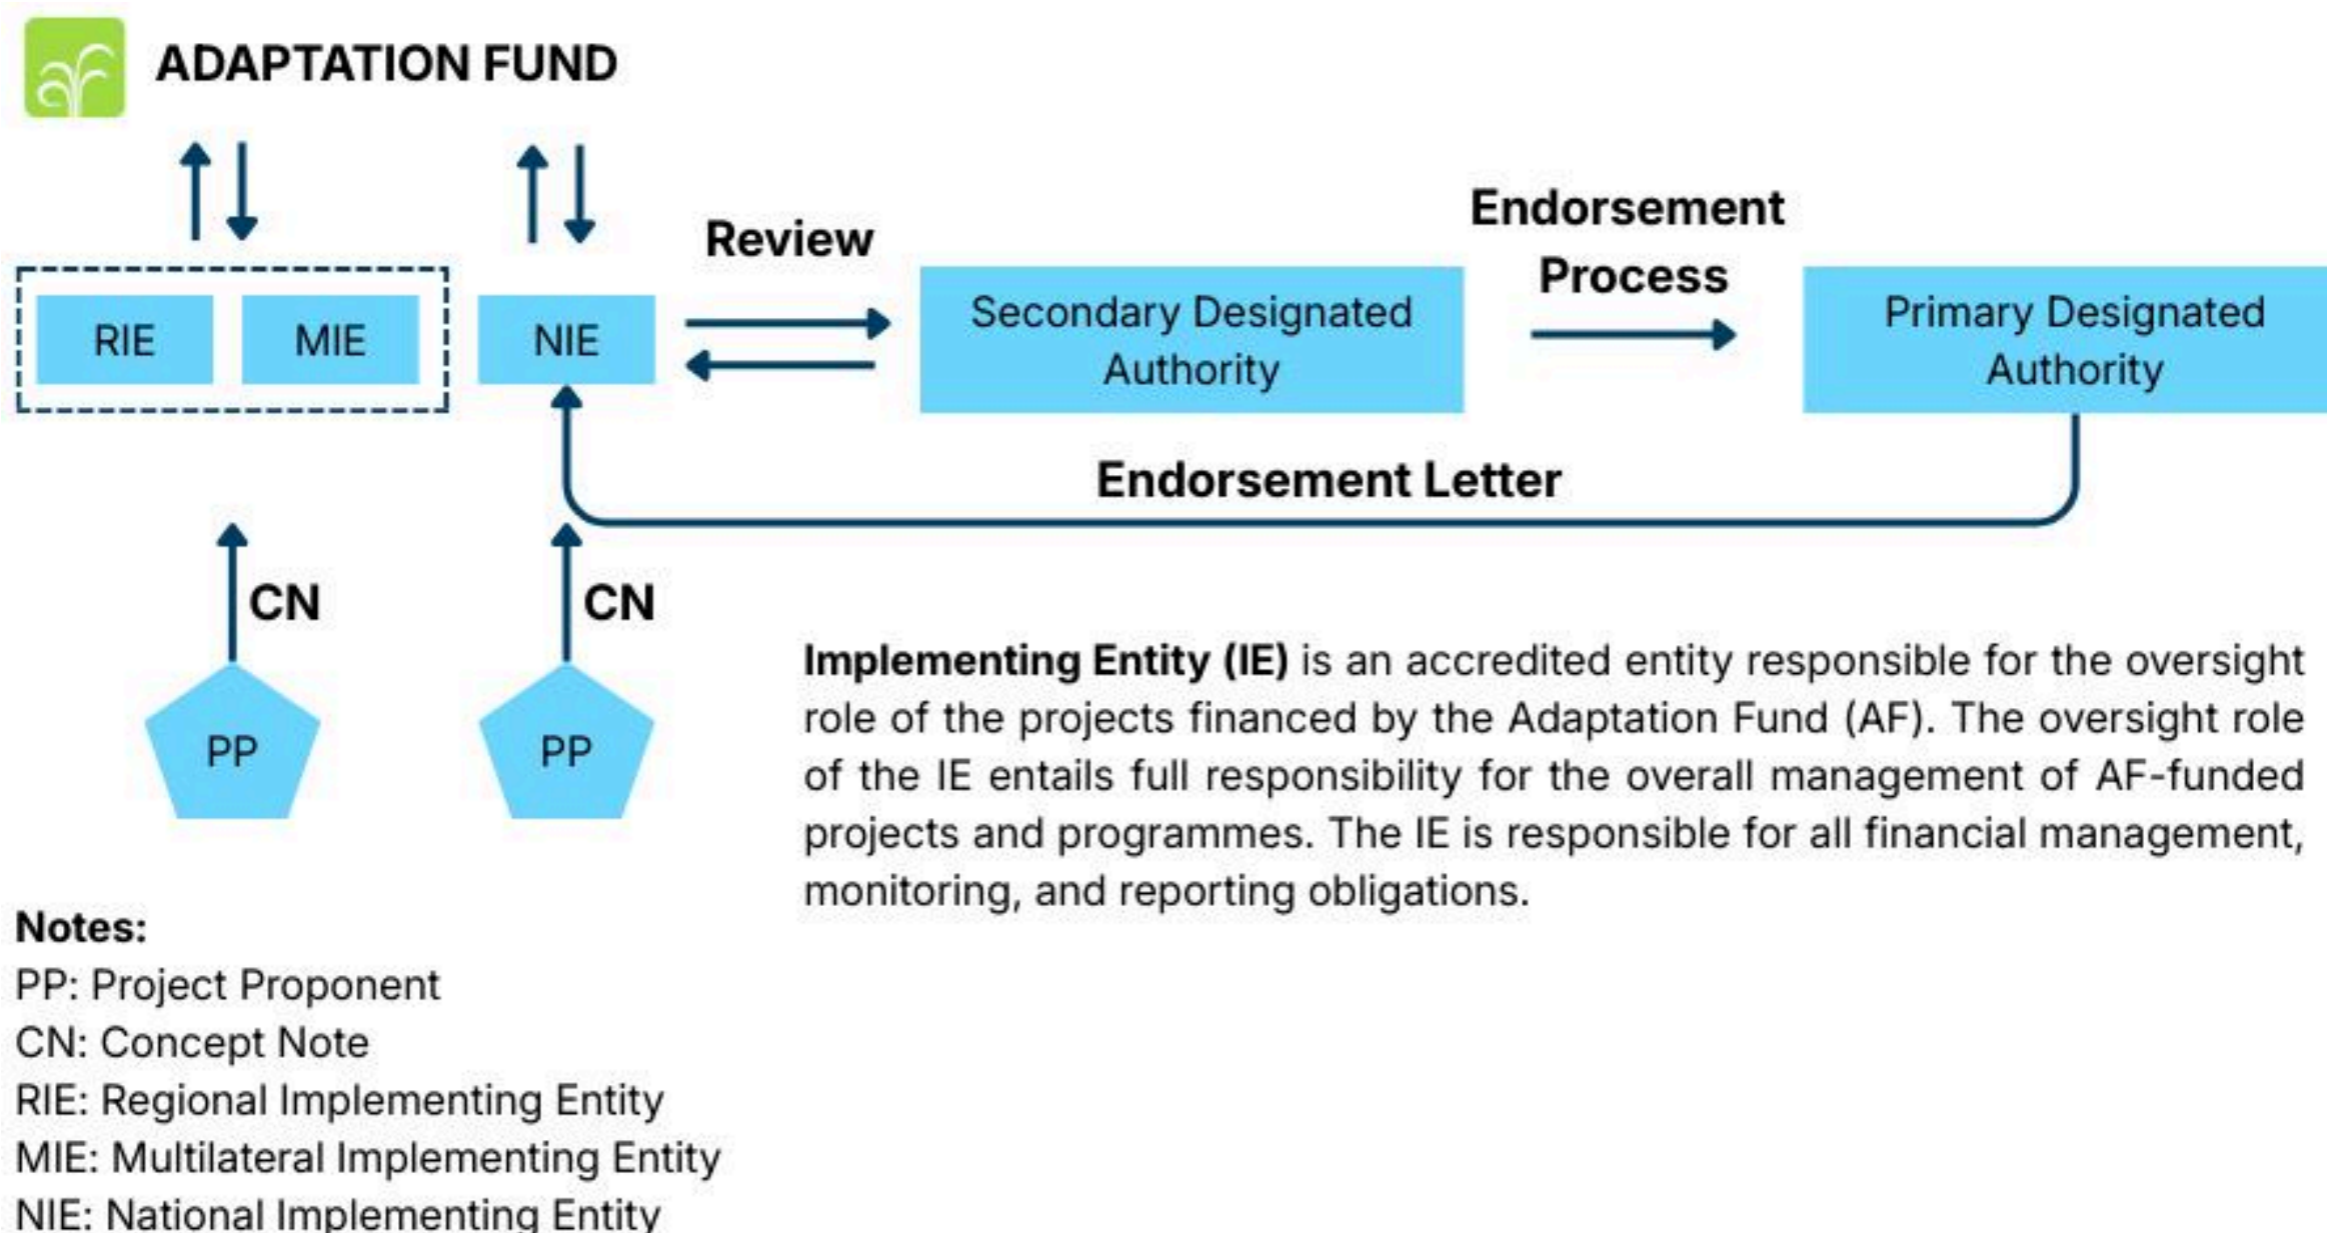 ADAPTATION FUND
Review
Endorsement
Process
RIE
MIE
NIE
Secondary Designated
Authority
Primary Designated
Authority
Endorsement Letter
CN
CN
PP
PP
Implementing Entity (IE) is an accredited entity responsible for the oversight
role of the projects financed by the Adaptation Fund (AF). The oversight role
of the IE entails full responsibility for the overall management of AF-funded
projects and programmes. The IE is responsible for all financial management,
monitoring, and reporting obligations.
Notes:
PP: Project Proponent
CN: Concept Note
RIE: Regional Implementing Entity
MIE: Multilateral Implementing Entity
NIE: National Implementing Entity